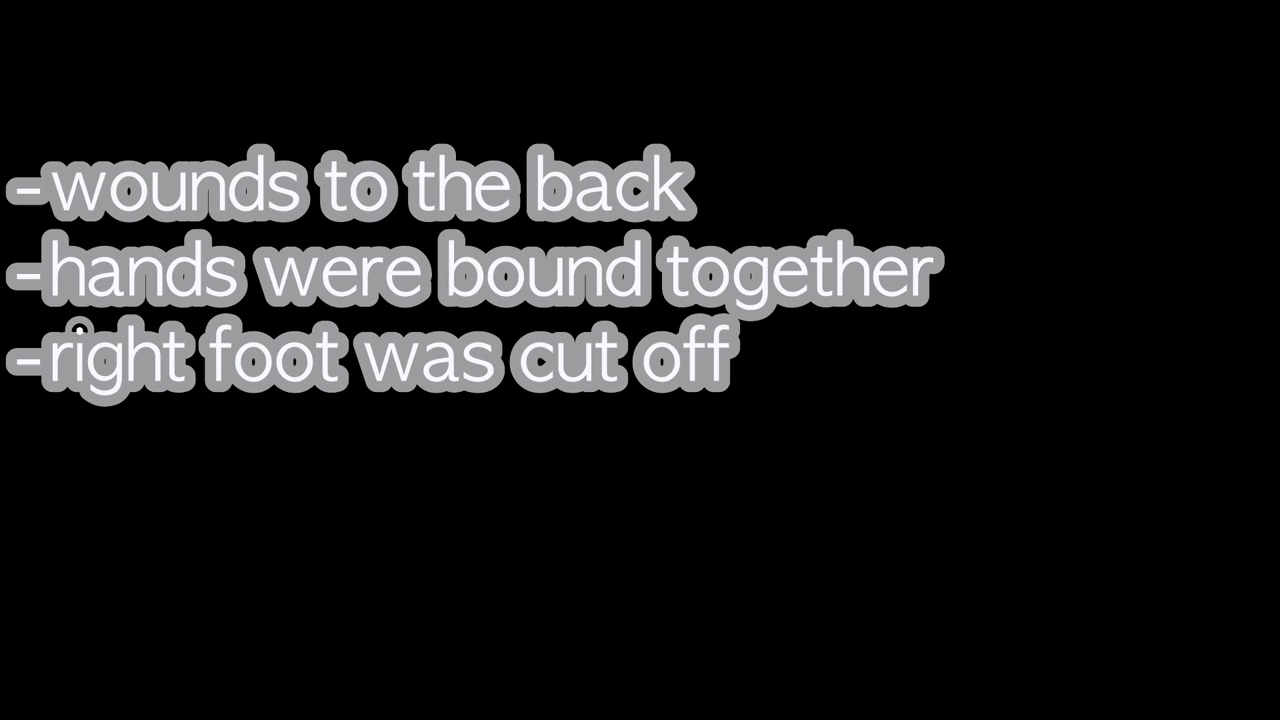 -wounds to the back
-hands were bound together
-right foot was cut off